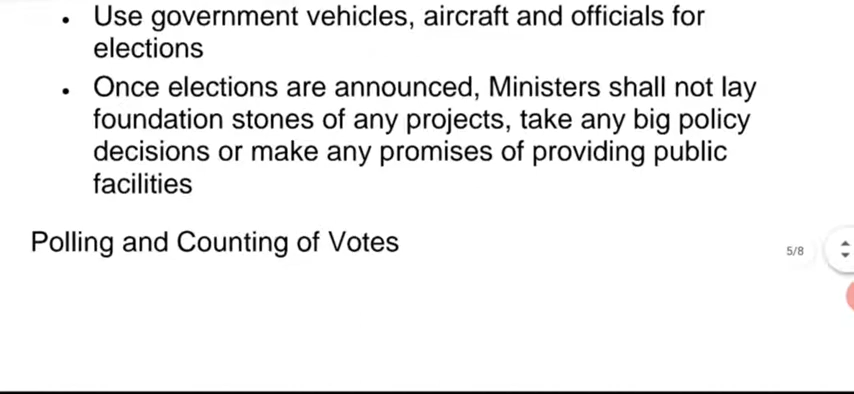 • Use government vehicles, aircraft and officials for
elections
• Once elections are announced, Ministers shall not lay
foundation stones of any projects, take any big policy
decisions or make any promises of providing public
facilities
Polling and Counting of Votes
5/8